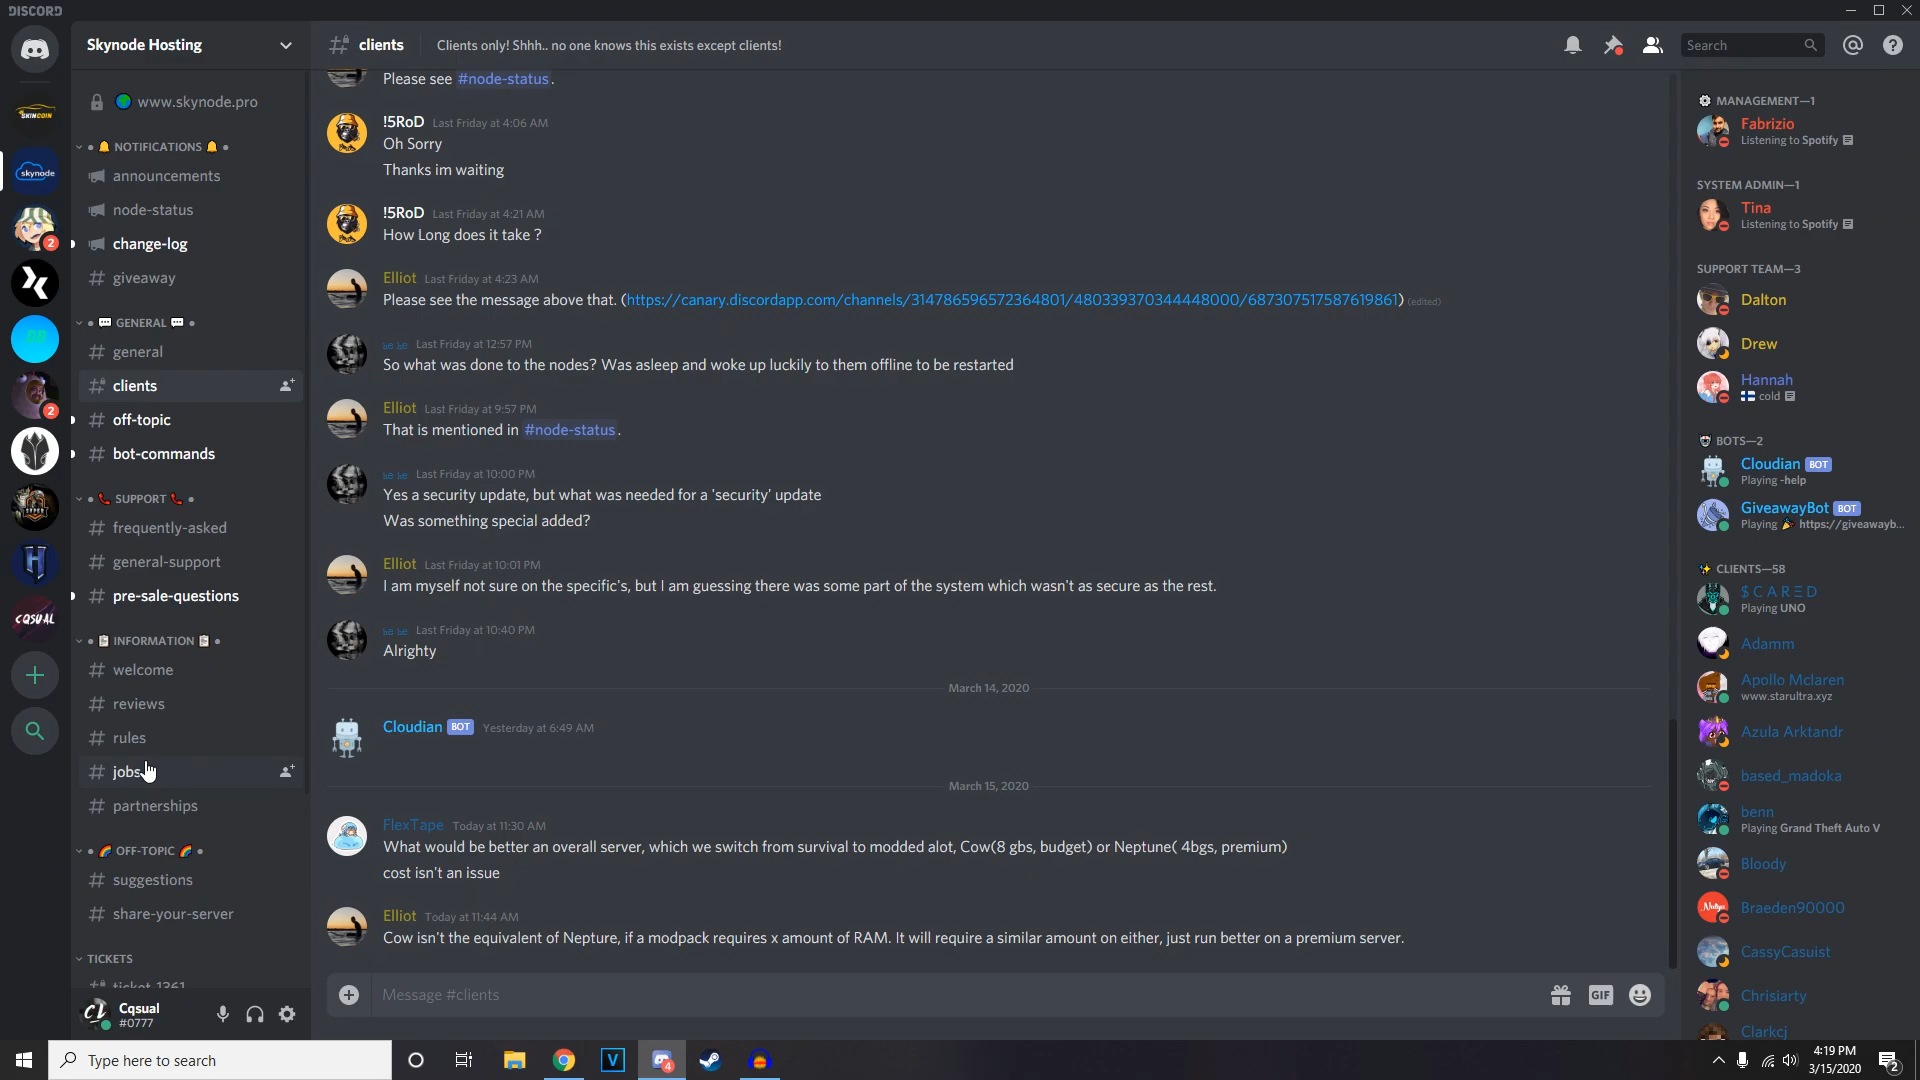 DISCORD
Skynode Hosting
clients
Clients only! Shhh.. no one knows this exists except clients!
Search
www.skynode.pro
NOTIFICATIONS
announcements
node-status
change-log
giveaway
GENERAL
general
clients
off-topic
bot-commands
SUPPORT
frequently-asked
general-support
pre-sale-questions
INFORMATION
welcome
reviews
rules
jobs
partnerships
OFF-TOPIC
suggestions
share-your-server
TICKETS
ticket-1361
Cqsual
#0777
SKINCOIN
skynode
2
2
CQSUAL
Please see #node-status.
!5RoD Last Friday at 4:06 AM
Oh Sorry
Thanks im waiting
!5RoD Last Friday at 4:21 AM
How Long does it take ?
Elliot Last Friday at 4:23 AM
Please see the message above that. (https://canary.discordapp.com/channels/314786596572364801/480339370344448000/687307517587619861) (edited)
Last Friday at 12:57 PM
So what was done to the nodes? Was asleep and woke up luckily to them offline to be restarted
Elliot Last Friday at 9:57 PM
That is mentioned in #node-status.
Last Friday at 10:00 PM
Yes a security update, but what was needed for a 'security' update
Was something special added?
Elliot Last Friday at 10:01 PM
I am myself not sure on the specific's, but I am guessing there was some part of the system which wasn't as secure as the rest.
Last Friday at 10:40 PM
Alrighty
March 14, 2020
Cloudian BOT Yesterday at 6:49 AM
March 15, 2020
FlexTape Today at 11:30 AM
What would be better an overall server, which we switch from survival to modded alot, Cow(8 gbs, budget) or Neptune( 4bgs, premium)
cost isn't an issue
Elliot Today at 11:44 AM
Cow isn't the equivalent of Nepture, if a modpack requires x amount of RAM. It will require a similar amount on either, just run better on a premium server.
Message #clients
GIF
MANAGEMENT—1
Fabrizio
Listening to Spotify
SYSTEM ADMIN—1
Tina
Listening to Spotify
SUPPORT TEAM—3
Dalton
Drew
Hannah
cold
BOTS—2
Cloudian BOT
Playing -help
GiveawayBot BOT
Playing https://giveawayb...
CLIENTS—58
$ C A R Ξ D
Playing UNO
Adamm
Apollo Mclaren
www.starultra.xyz
Azula Arktandr
based_madoka
benn
Playing Grand Theft Auto V
Bloody
Braeden90000
CassyCasuist
Chrisiarty
Clarkcj
Type here to search
V
4
4:19 PM
3/15/2020
2